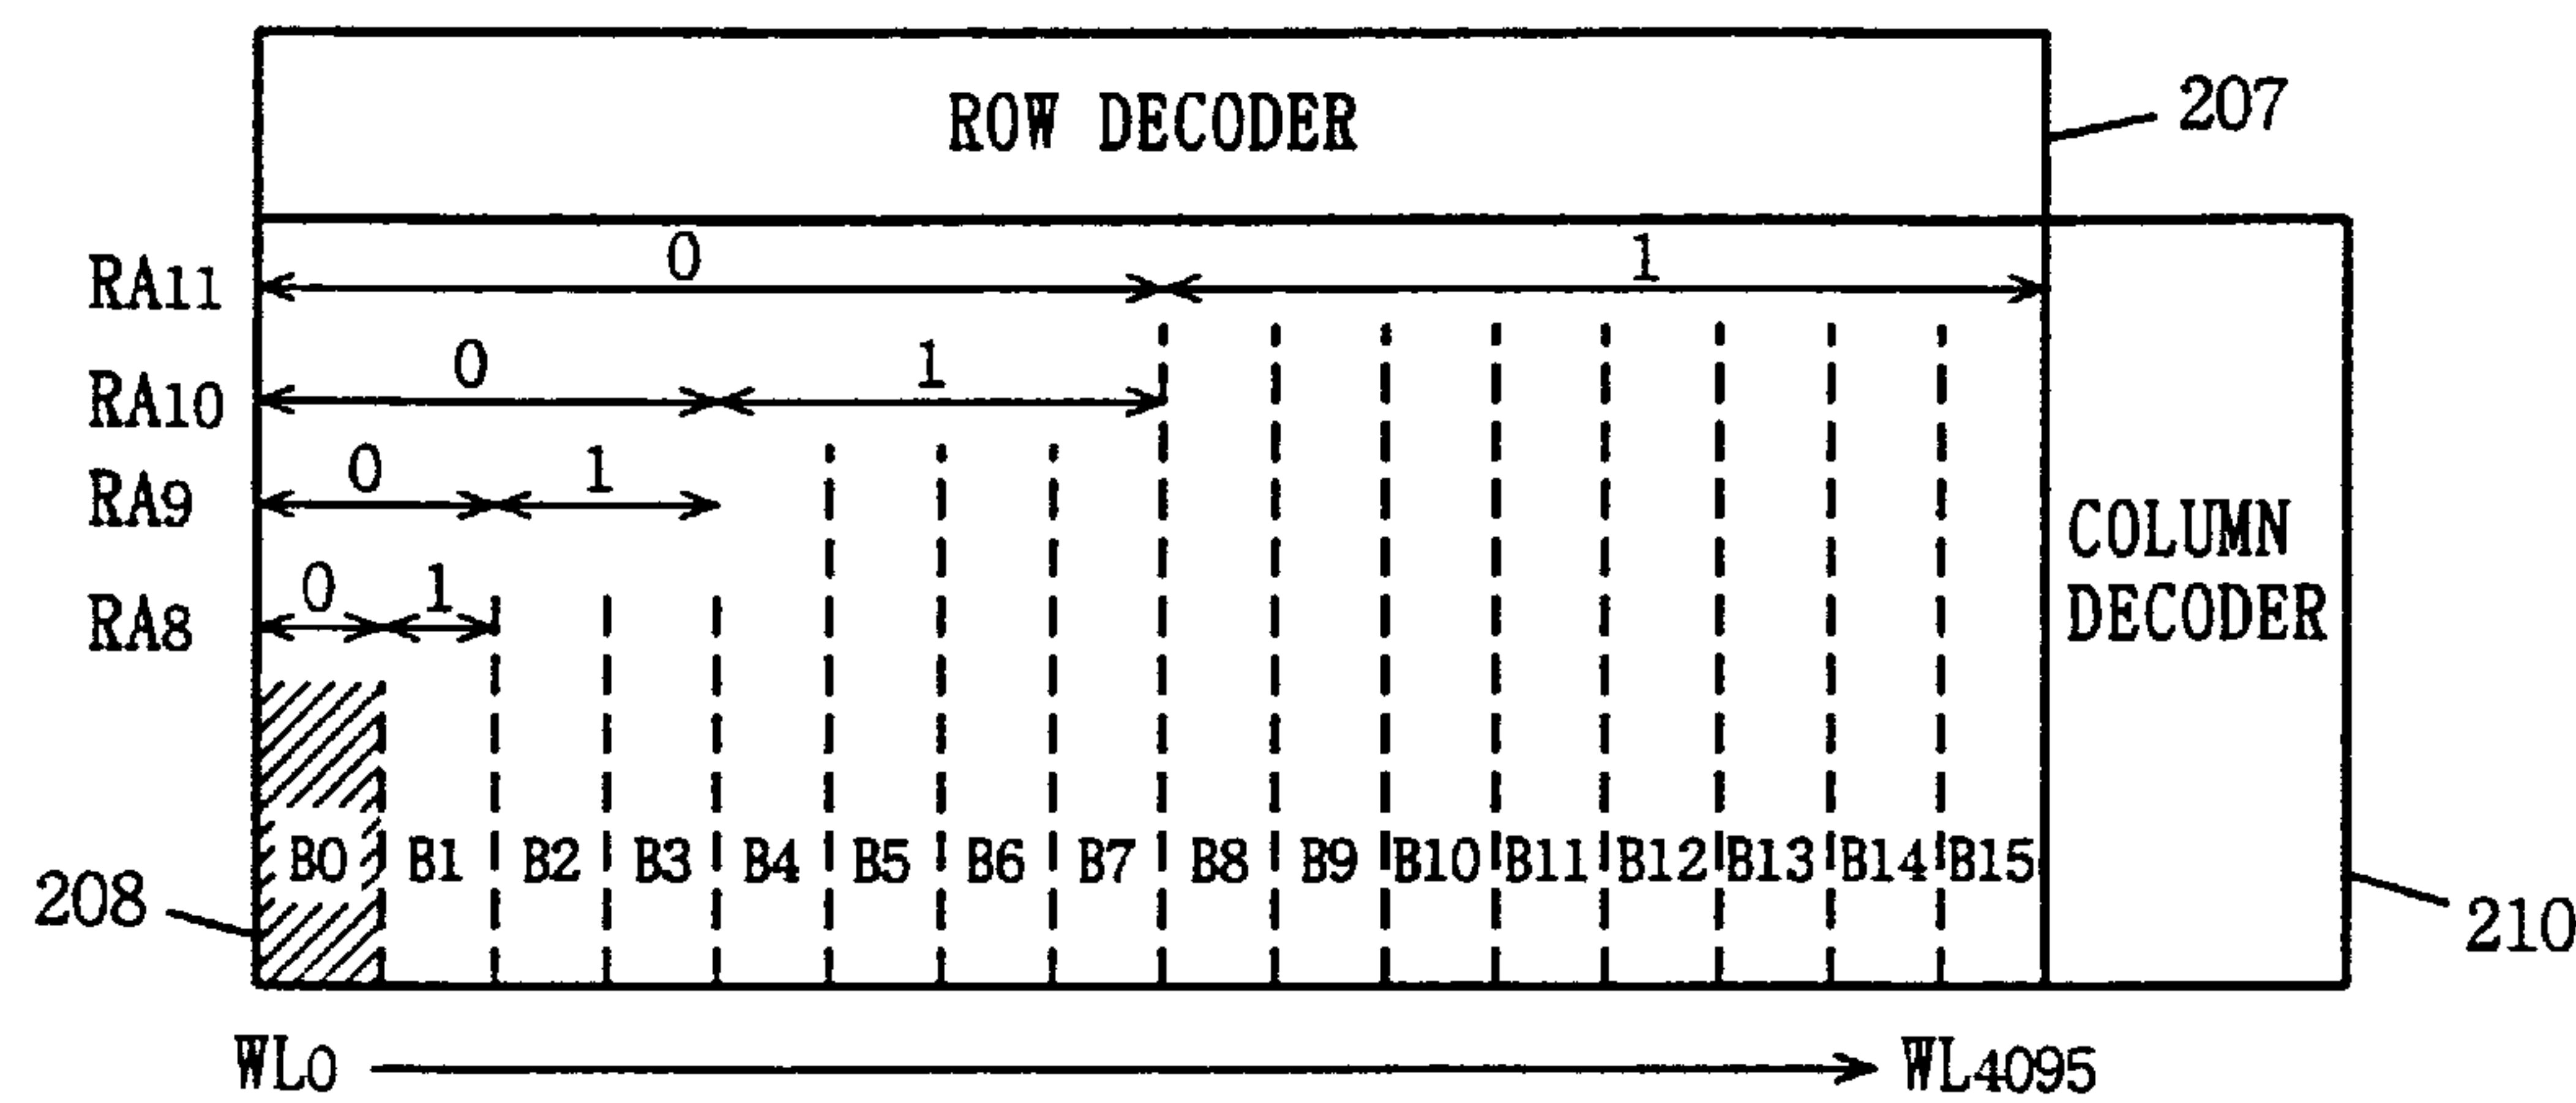 ROW DECODER
207
RA11 0 1
RA10 0 1
RA9 0 1
RA8 0 1
COLUMN
DECODER
B0 B1 B2 B3 B4 B5 B6 B7 B8 B9 B10 B11 B12 B13 B14 B15
208
210
WL0 WL4095